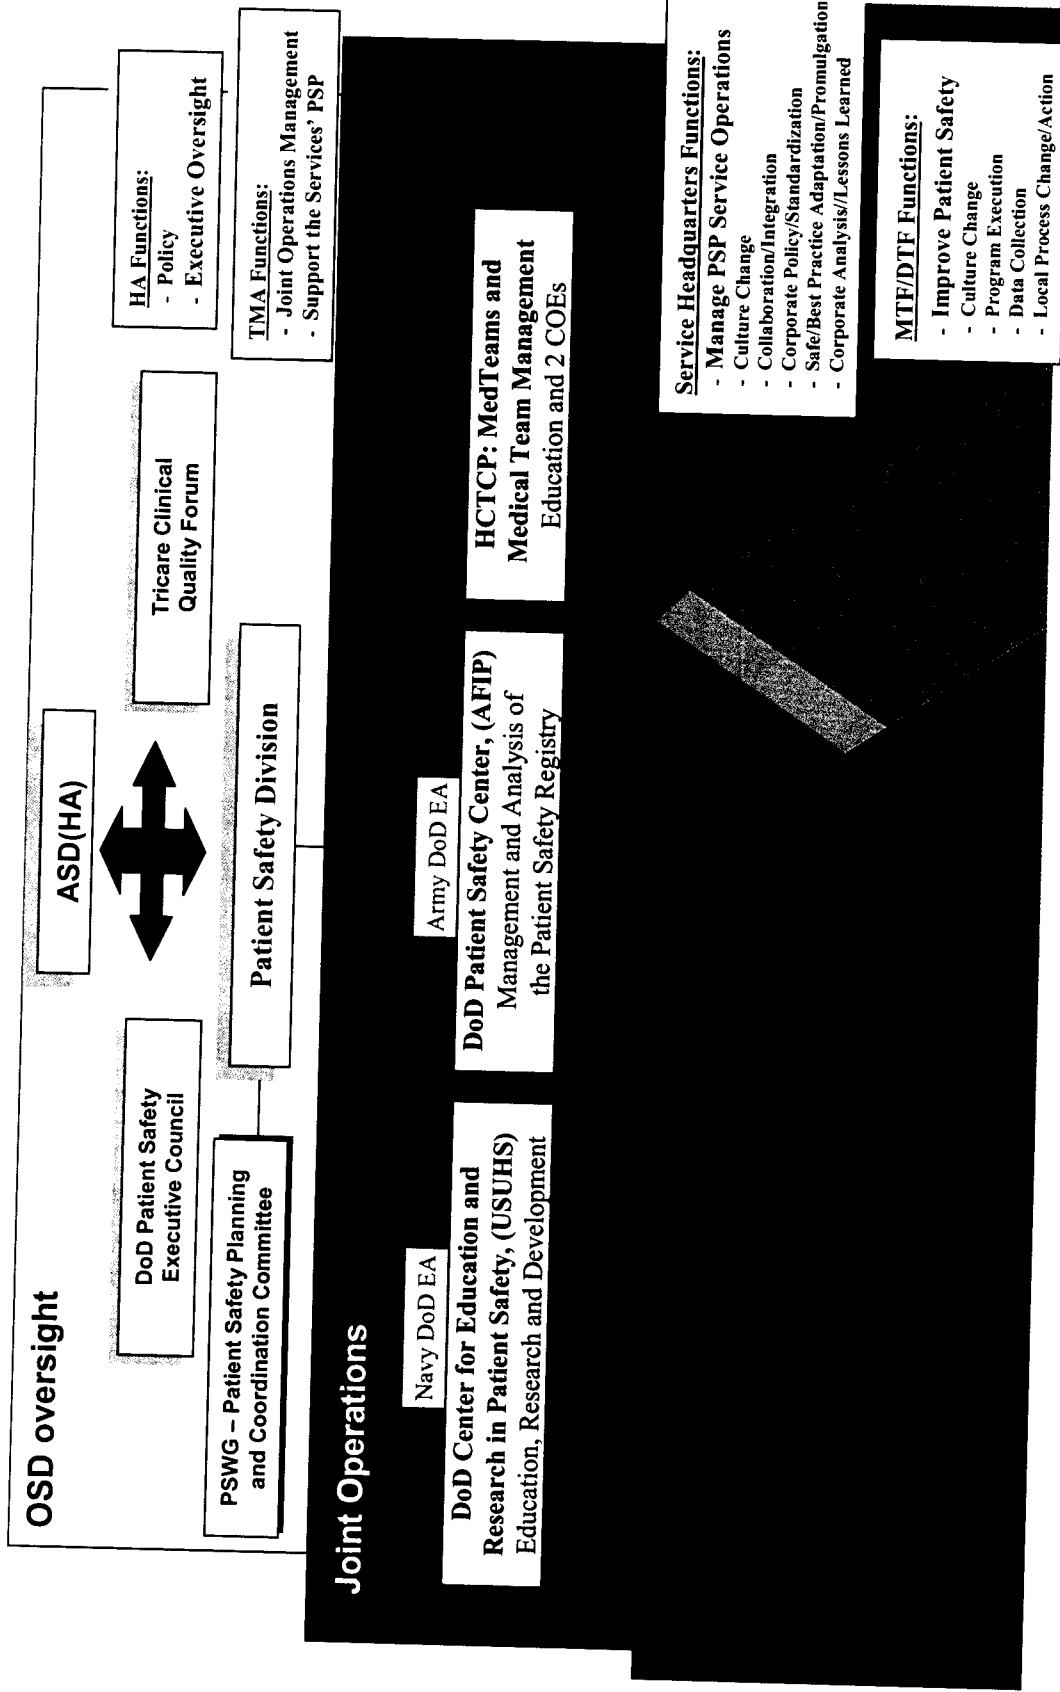 OSD oversight
ASD(HA)
DoD Patient Safety
Executive Council
Tricare Clinical
Quality Forum
HA Functions:
- Policy
- Executive Oversight
PSWG – Patient Safety Planning
and Coordination Committee
Patient Safety Division
TMA Functions:
- Joint Operations Management
- Support the Services' PSP
Joint Operations
Navy DoD EA
DoD Center for Education and
Research in Patient Safety, (USUHS)
Education, Research and Development
Army DoD EA
DoD Patient Safety Center, (AFIP)
Management and Analysis of
the Patient Safety Registry
HCTCP: MedTeams and
Medical Team Management
Education and 2 COEs
Service Headquarters Functions:
- Manage PSP Service Operations
- Culture Change
- Collaboration/Integration
- Corporate Policy/Standardization
- Safe/Best Practice Adaptation/Promulgation
- Corporate Analysis//Lessons Learned
MTF/DTF Functions:
- Improve Patient Safety
- Culture Change
- Program Execution
- Data Collection
- Local Process Change/Action